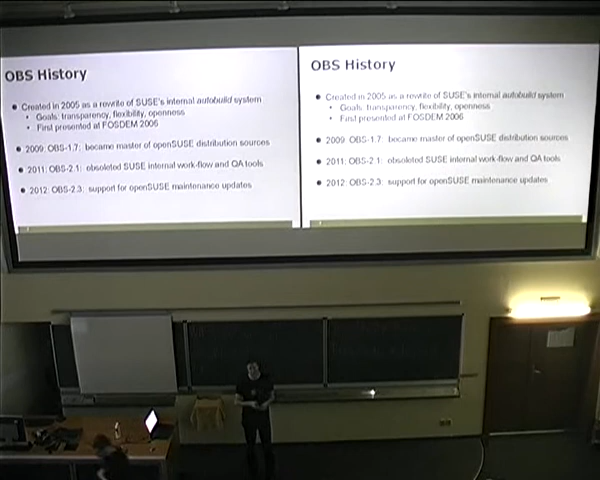 OBS History
• Created in 2005 as a rewrite of SUSE's internal autobuild system
• Goals: transparency, flexibility, openness
• First presented at FOSDEM 2006
• 2009: OBS-1.7: became master of openSUSE distribution sources
• 2011: OBS-2.1: obsoleted SUSE internal work-flow and QA tools
• 2012: OBS-2.3: support for openSUSE maintenance updates
OBS History
• Created in 2005 as a rewrite of SUSE's internal autobuild system
• Goals: transparency, flexibility, openness
• First presented at FOSDEM 2006
• 2009: OBS-1.7: became master of openSUSE distribution sources
• 2011: OBS-2.1: obsoleted SUSE internal work-flow and QA tools
• 2012: OBS-2.3: support for openSUSE maintenance updates